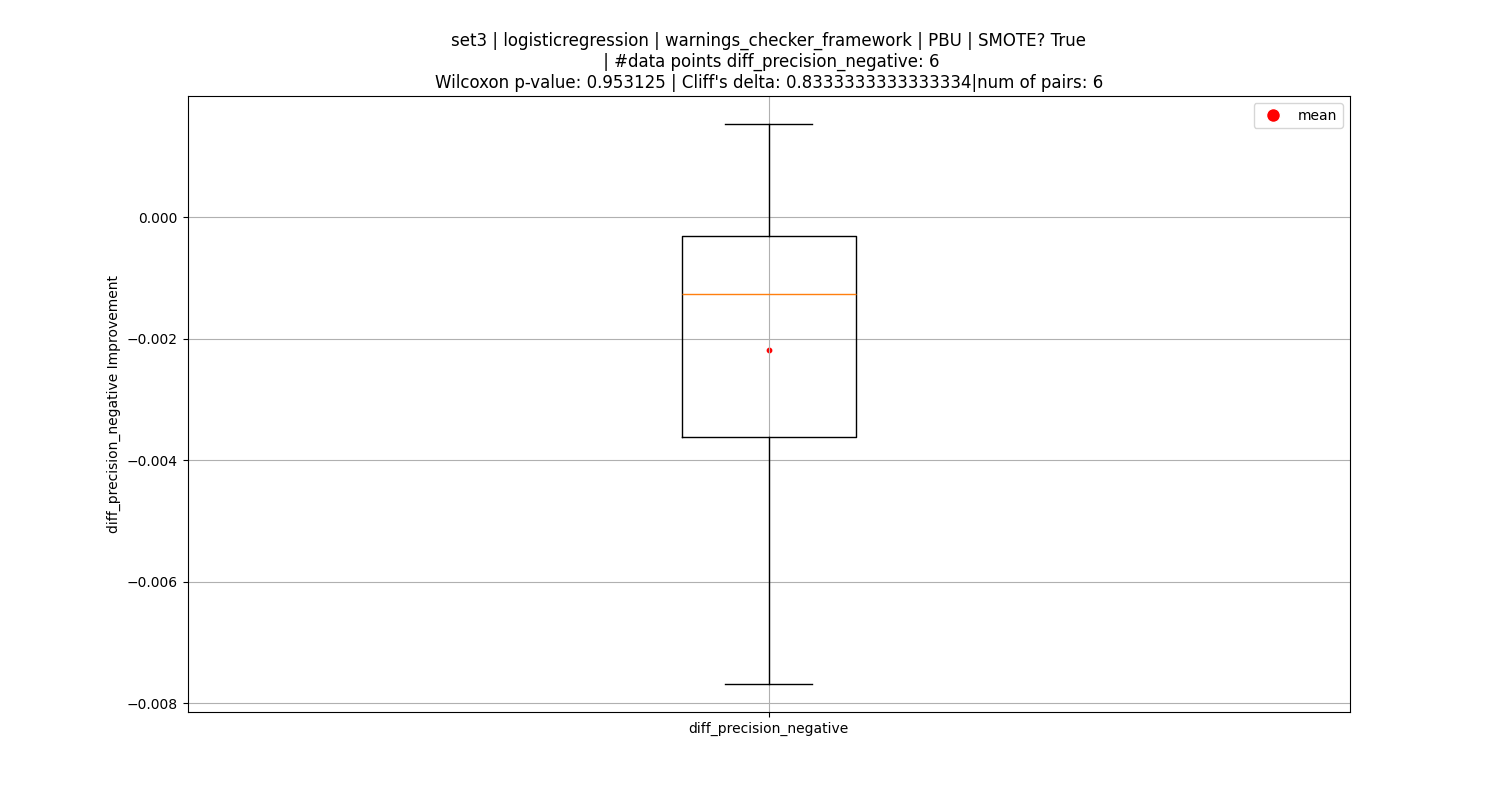 set3 | logisticregression | warnings_checker_framework | PBU | SMOTE? True
| #data points diff_precision_negative: 6
Wilcoxon p-value: 0.953125 | Cliff's delta: 0.8333333333333334|num of pairs: 6
mean
0.000
−0.002
−0.004
−0.006
−0.008
diff_precision_negative Improvement
diff_precision_negative